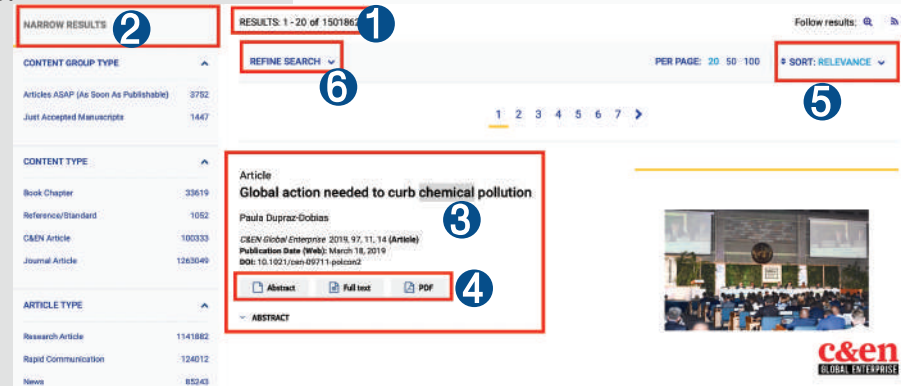 NARROW RESULTS
2
RESULTS: 1 - 20 of 1501862
1
Follow results:
CONTENT GROUP TYPE
REFINE SEARCH
6
PER PAGE: 20 50 100
SORT: RELEVANCE
5
Articles ASAP (As Soon As Publishable) 3752
Just Accepted Manuscripts 1447
1 2 3 4 5 6 7
CONTENT TYPE
Book Chapter 33619
Reference/Standard 1052
C&EN Article 100333
Journal Article 1263049
ARTICLE TYPE
Research Article 1141882
Rapid Communication 124012
News 85243
Article
Global action needed to curb chemical pollution
Paula Dupraz-Dobias
3
C&EN Global Enterprise 2019, 97, 11, 14 (Article)
Publication Date (Web): March 18, 2019
DOI: 10.1021/cen-09711-polcon2
Abstract Full text PDF
4
ABSTRACT
c&en
GLOBAL ENTERPRISE